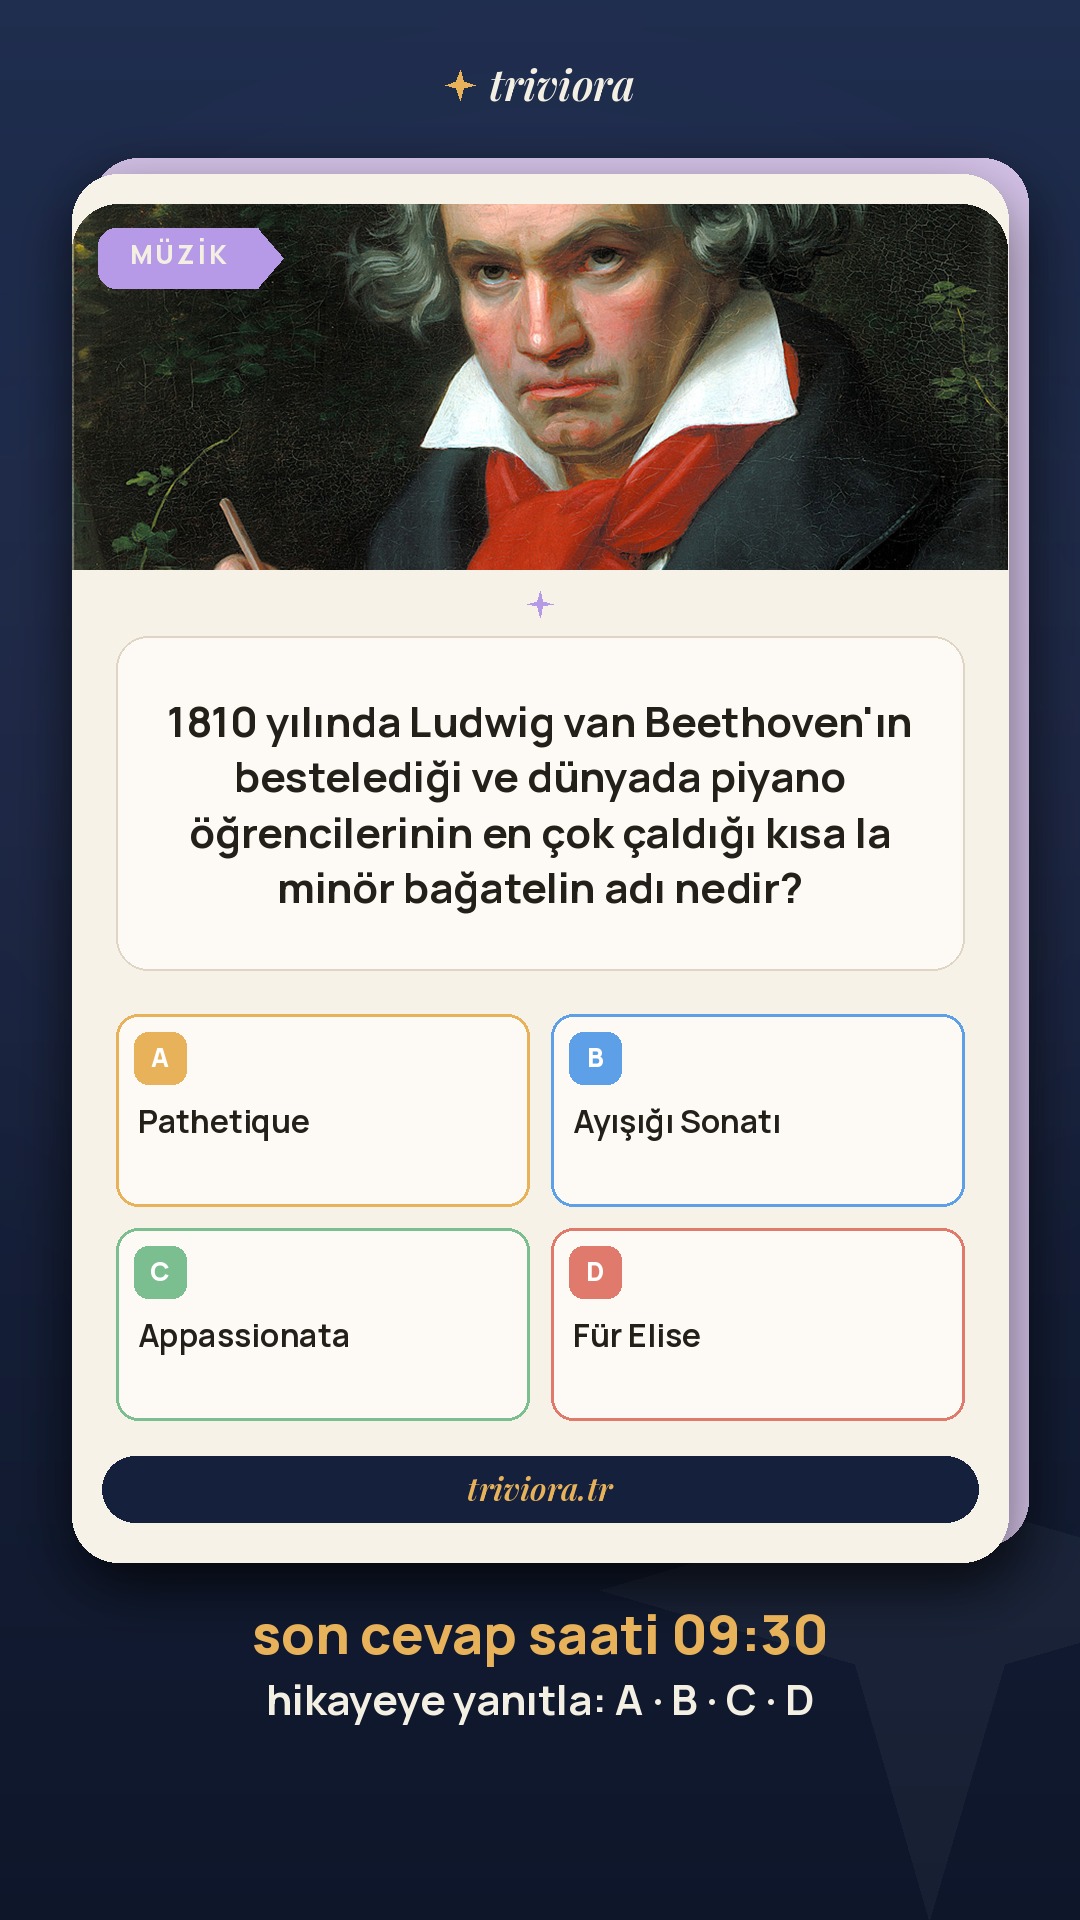 triviora
MÜZİK
1810 yılında Ludwig van Beethoven'ın
bestelediği ve dünyada piyano
öğrencilerinin en çok çaldığı kısa la
minör bağatelin adı nedir?
A
Pathetique
B
Ayışığı Sonatı
C
Appassionata
D
Für Elise
triviora.tr
son cevap saati 09:30
hikayeye yanıtla: A · B · C · D